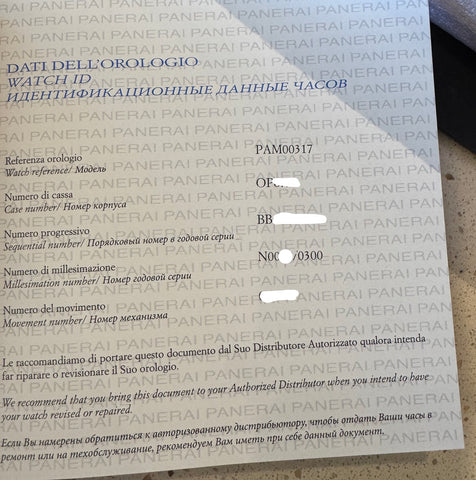 DATI DELL'OROLOGIO
WATCH ID
ИДЕНТИФИКАЦИОННЫЕ ДАННЫЕ ЧАСОВ
Referenza orologio PAM00317
Watch reference/ Модель
Numero di cassa OF
Case number/ Номер корпуса
Numero progressivo BB
Sequential number/ Порядковый номер в годовой серии
Numero di millesimazione N00 /0300
Millesimation number/ Номер годовой серии
Numero del movimento
Movement number/ Номер механизма
Le raccomandiamo di portare questo documento dal Suo Distributore Autorizzato qualora intenda
far riparare o revisionare il Suo orologio.
We recommend that you bring this document to your Authorized Distributor when you intend to have
your watch revised or repaired.
Если Вы намерены обратиться к авторизованному дистрибьютору, чтобы отдать Ваши часы в
ремонт или на техобслуживание, рекомендуем Вам иметь при себе данный документ.
PANERAI